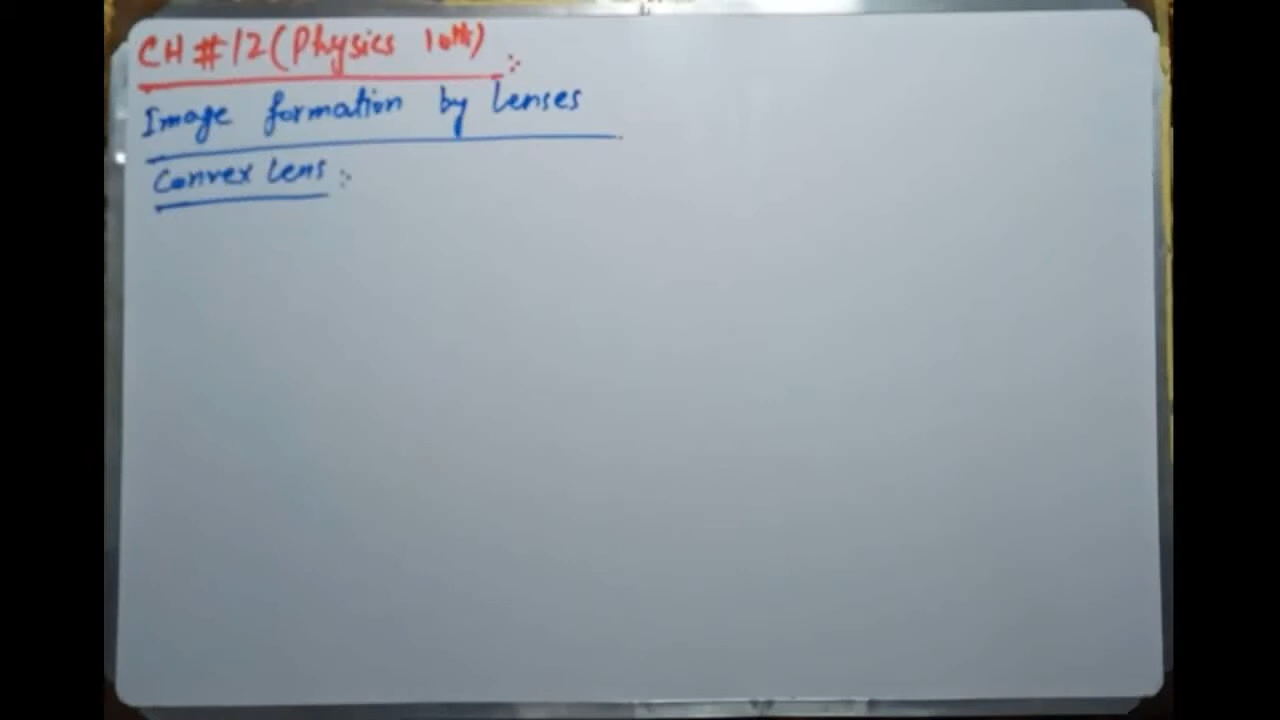 CH # 12 (Physics 10th) :
Image formation by Lenses
Convex Lens :